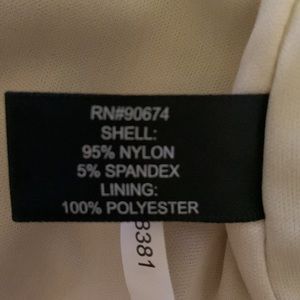 RN#90674
SHELL:
95% NYLON
5% SPANDEX
LINING:
100% POLYESTER
8381